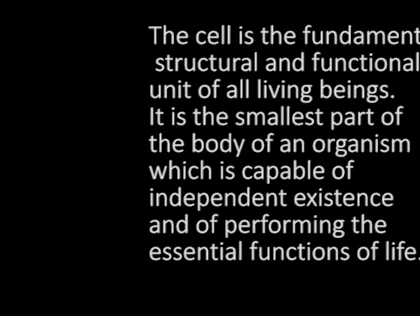 The cell is the fundament
structural and functional
unit of all living beings.
It is the smallest part of
the body of an organism
which is capable of
independent existence
and of performing the
essential functions of life.